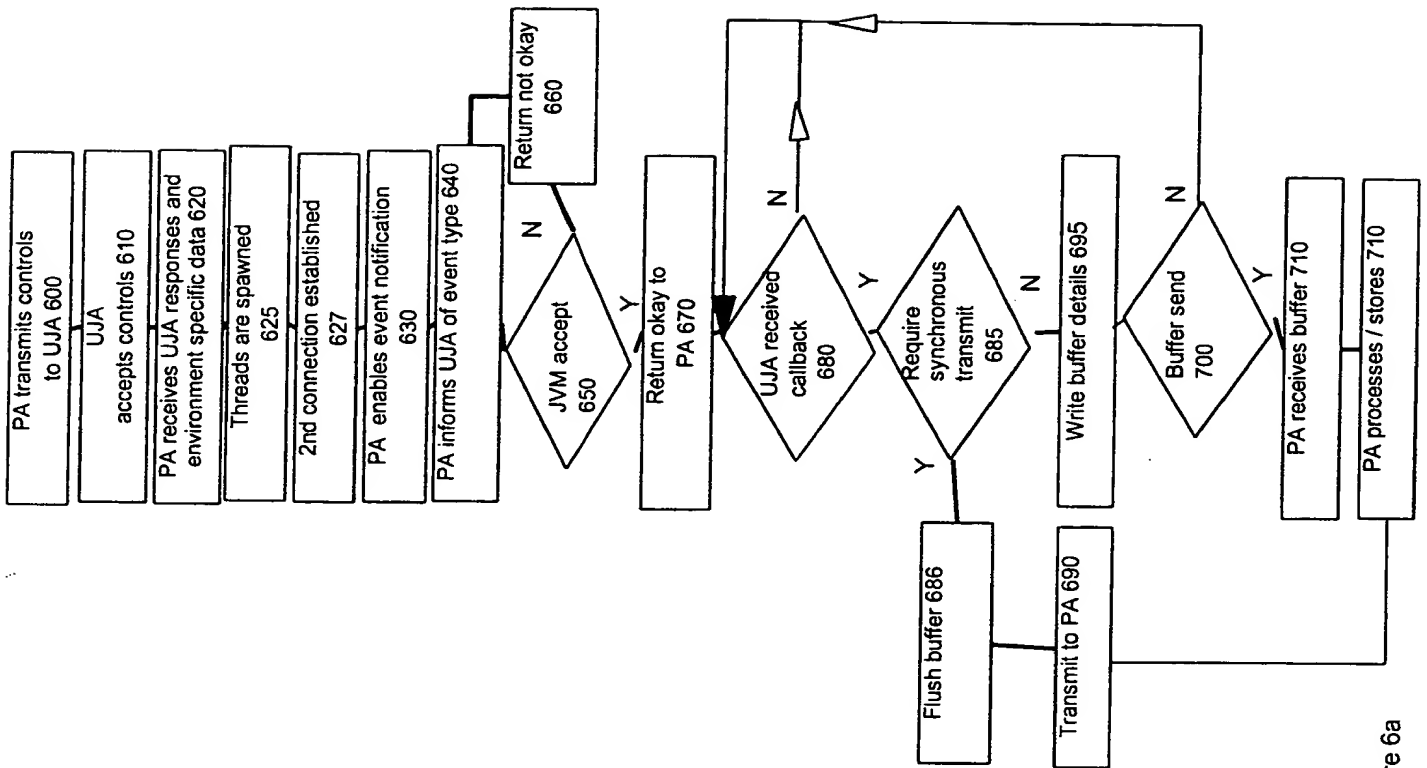 PA transmits controls
to UJA 600
UJA
accepts controls 610
PA receives UJA responses and
environment specific data 620
Threads are spawned
625
2nd connection established
627
PA enables event notification
630
PA informs UJA of event type 640
JVM accept
650
N
Return not okay
660
Y
Return okay to
PA 670
UJA received
callback
680
N
Y
Require
synchronous
transmit
685
Y
Flush buffer 686
Transmit to PA 690
N
Write buffer details 695
Buffer send
700
N
Y
PA receives buffer 710
PA processes / stores 710
re 6a